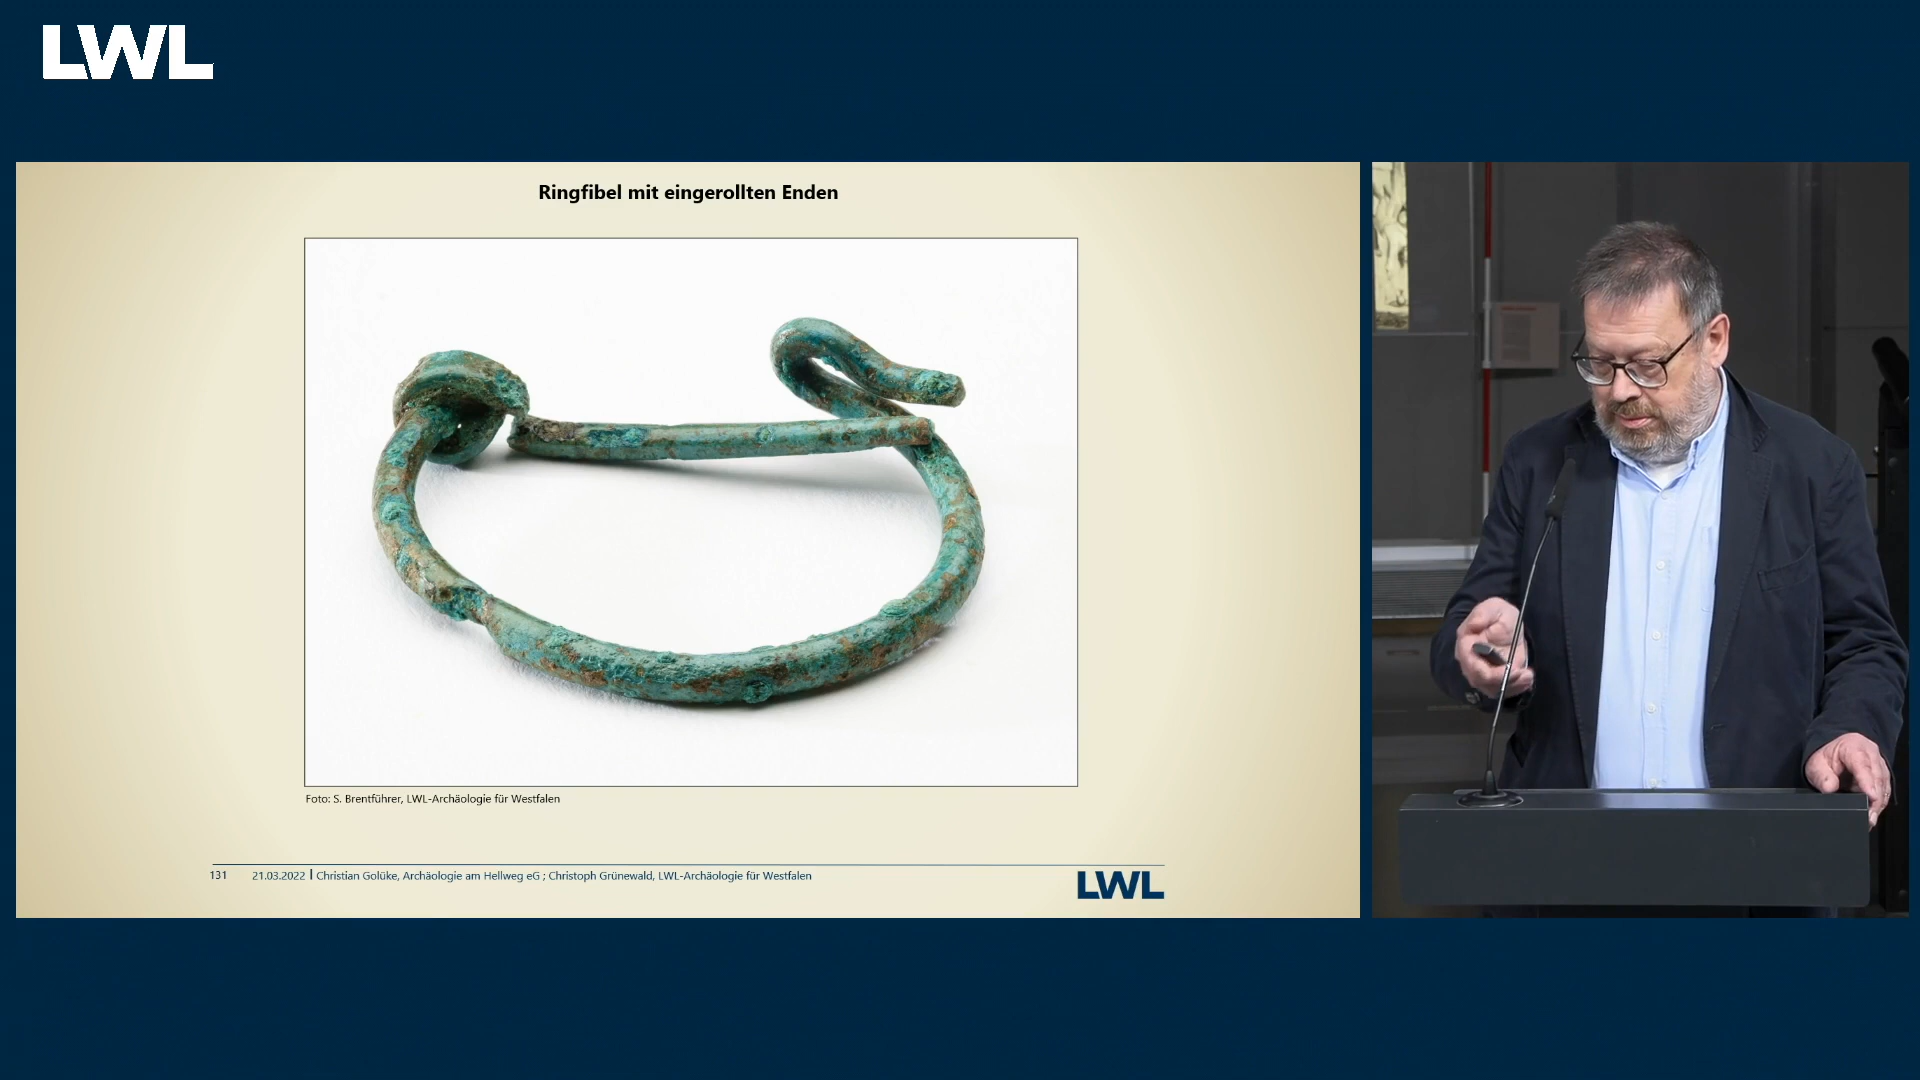 LWL
Ringfibel mit eingerollten Enden
Foto: S. Brentführer, LWL-Archäologie für Westfalen
131 21.03.2022 | Christian Golüke, Archäologie am Hellweg eG ; Christoph Grünewald, LWL-Archäologie für Westfalen
LWL